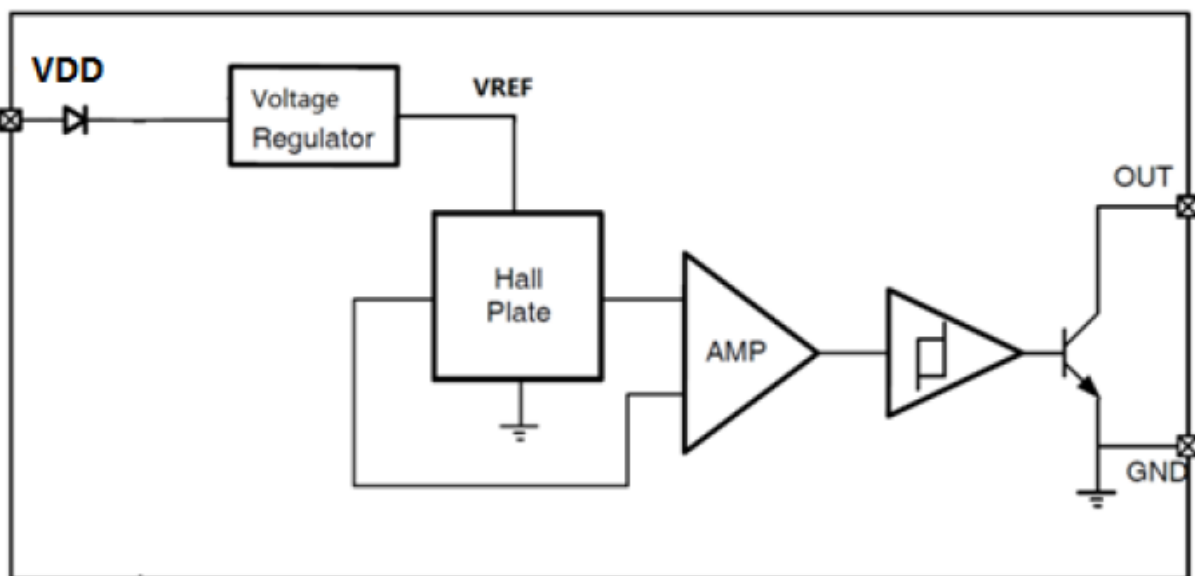 VDD
Voltage
Regulator
VREF
OUT
Hall
Plate
AMP
GND